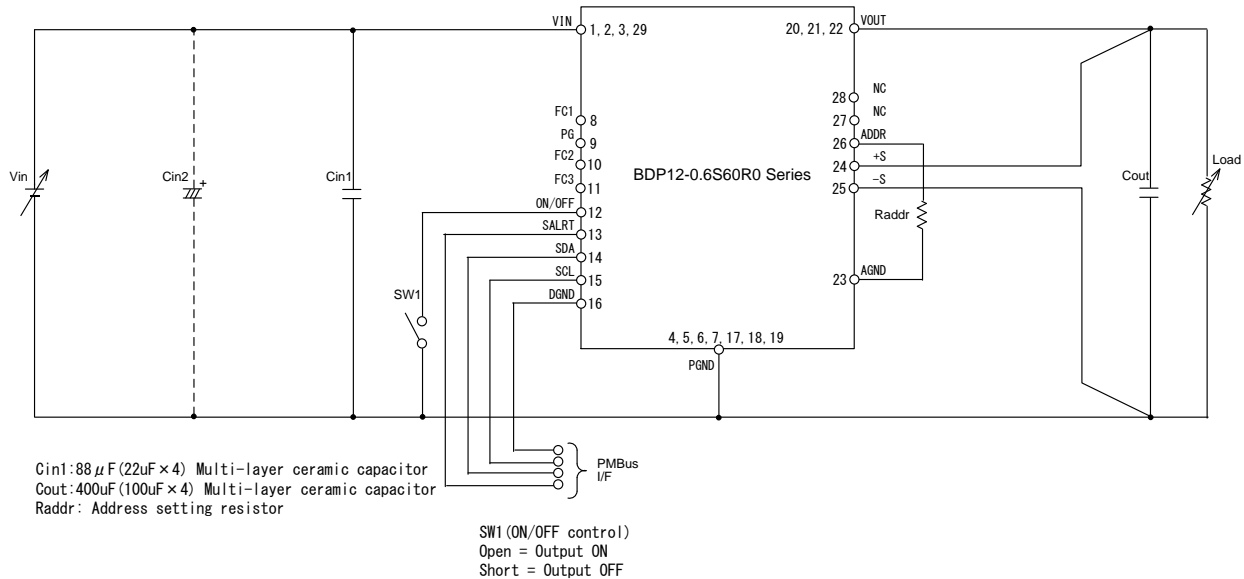 VIN
1, 2, 3, 29
20, 21, 22
VOUT
28
NC
27
NC
FC1
8
26
ADDR
PG
9
24
+S
FC2
10
25
-S
FC3
11
BDP12-0.6S60R0 Series
Vin
Cin2
+
Cin1
Cout
Load
Raddr
ON/OFF
12
SALRT
13
SDA
14
SCL
15
DGND
16
23
AGND
SW1
4, 5, 6, 7, 17, 18, 19
PGND
PMBus
I/F
Cin1:88μF(22uF×4) Multi-layer ceramic capacitor
Cout:400uF(100uF×4) Multi-layer ceramic capacitor
Raddr: Address setting resistor
SW1(ON/OFF control)
Open = Output ON
Short = Output OFF